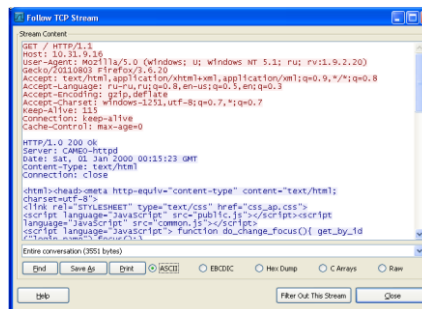 Follow TCP Stream
Stream Content
GET / HTTP/1.1
Host: 10.31.9.16
User-Agent: Mozilla/5.0 (Windows; U; Windows NT 5.1; ru; rv:1.9.2.20)
Gecko/20110803 Firefox/3.6.20
Accept: text/html,application/xhtml+xml,application/xml;q=0.9,*/*;q=0.8
Accept-Language: ru-ru,ru;q=0.8,en-us;q=0.5,en;q=0.3
Accept-Encoding: gzip,deflate
Accept-Charset: windows-1251,utf-8;q=0.7,*;q=0.7
Keep-Alive: 115
Connection: keep-alive
Cache-Control: max-age=0
HTTP/1.0 200 Ok
Server: CAMEO-httpd
Date: Sat, 01 Jan 2000 00:15:23 GMT
Content-Type: text/html
Connection: close
<html><head><meta http-equiv="content-type" content="text/html;
charset=utf-8">
<link rel="STYLESHEET" type="text/css" href="css_ap.css">
<script language="JavaScript" src="public.js"></script><script
language="JavaScript" src="common.js"></script>
<script language="JavaScript"> function do_change_focus(){ get_by_id
("login_name").focus(); }
Entire conversation (3551 bytes)
Find Save As Print ASCII EBCDIC Hex Dump C Arrays Raw
Help Filter Out This Stream Close